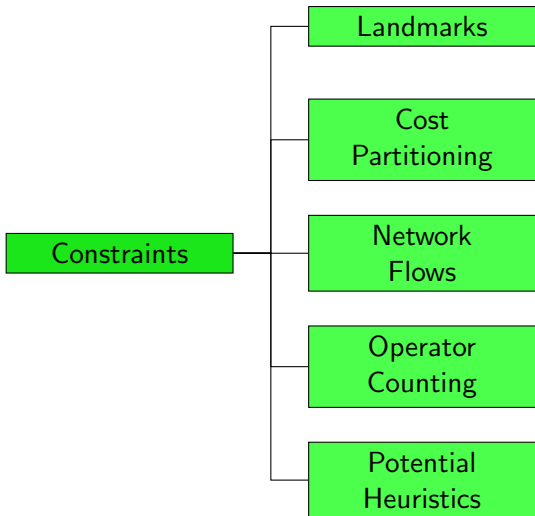 Landmarks
Cost
Partitioning
Constraints
Network
Flows
Operator
Counting
Potential
Heuristics